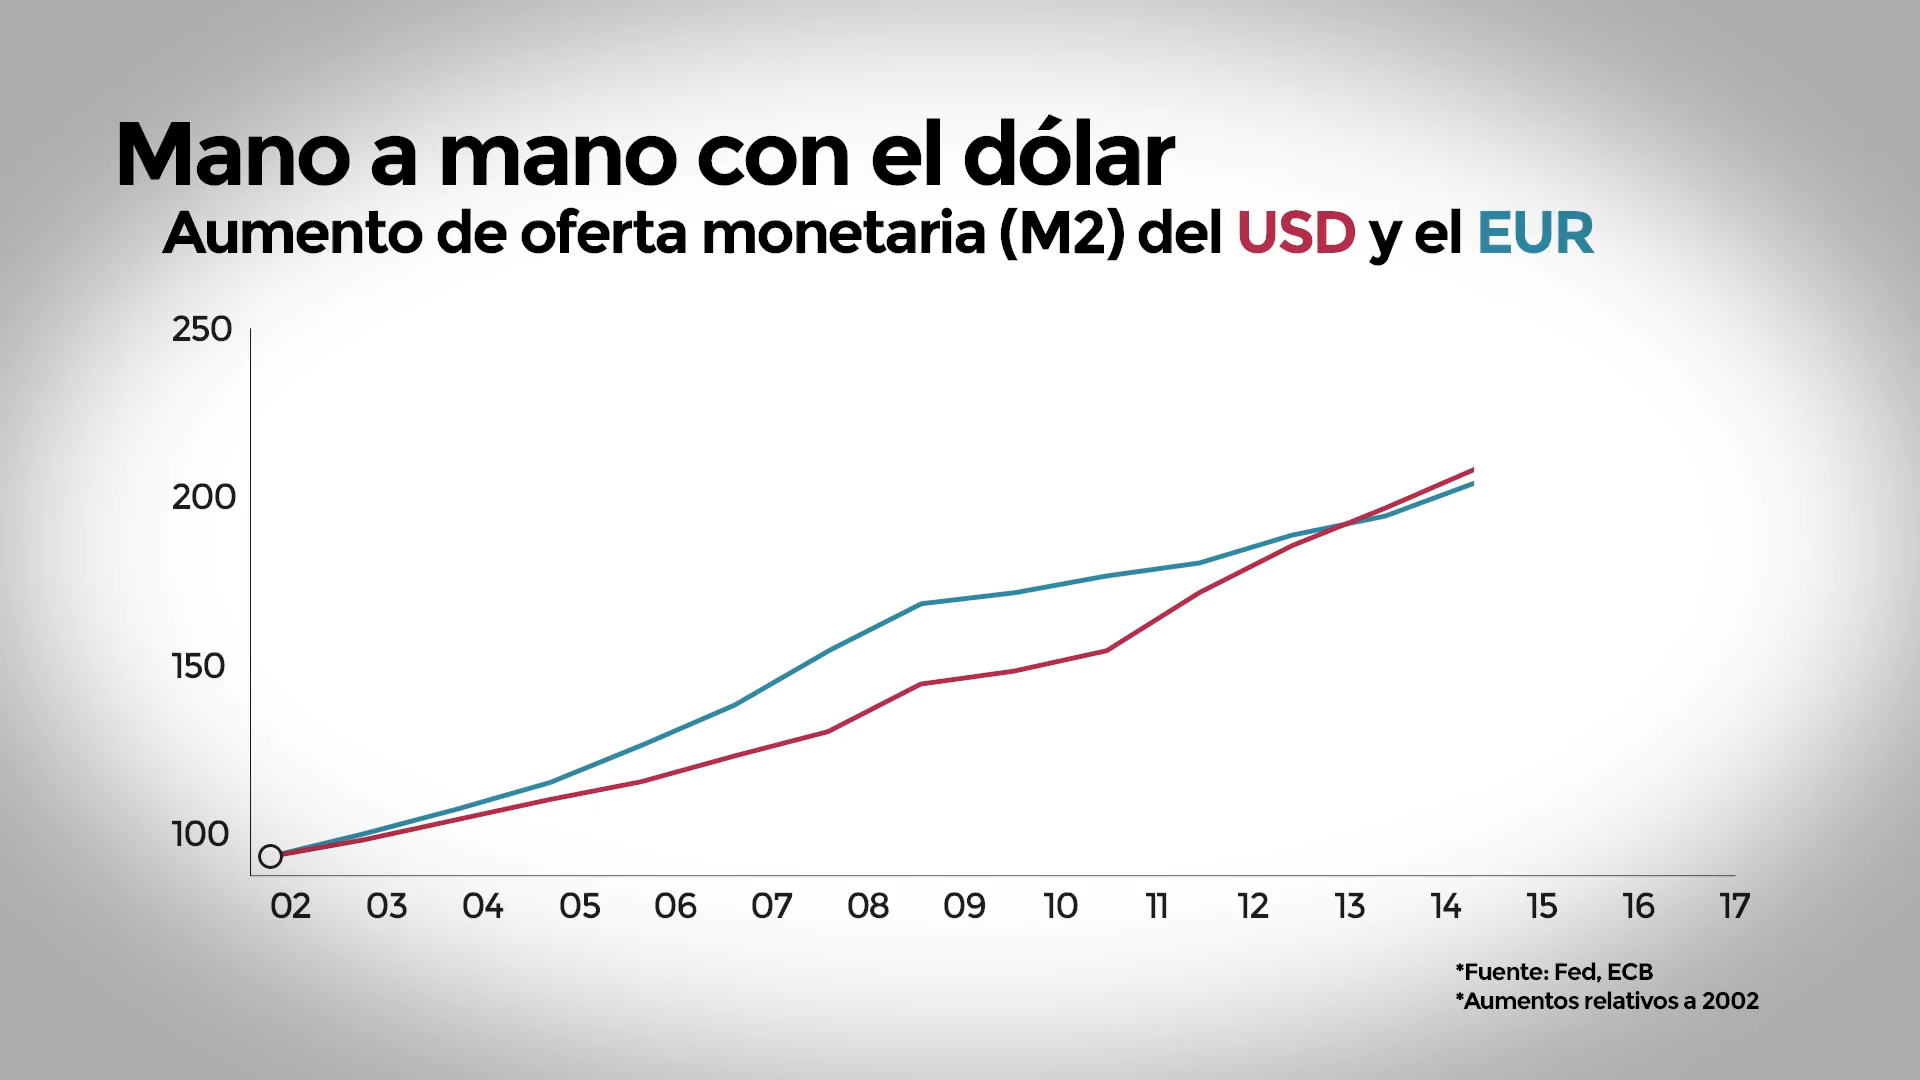 Mano a mano con el dólar
Aumento de oferta monetaria (M2) del USD y el EUR
250
200
150
100
02 03 04 05 06 07 08 09 10 11 12 13 14 15 16 17
*Fuente: Fed, ECB
*Aumentos relativos a 2002